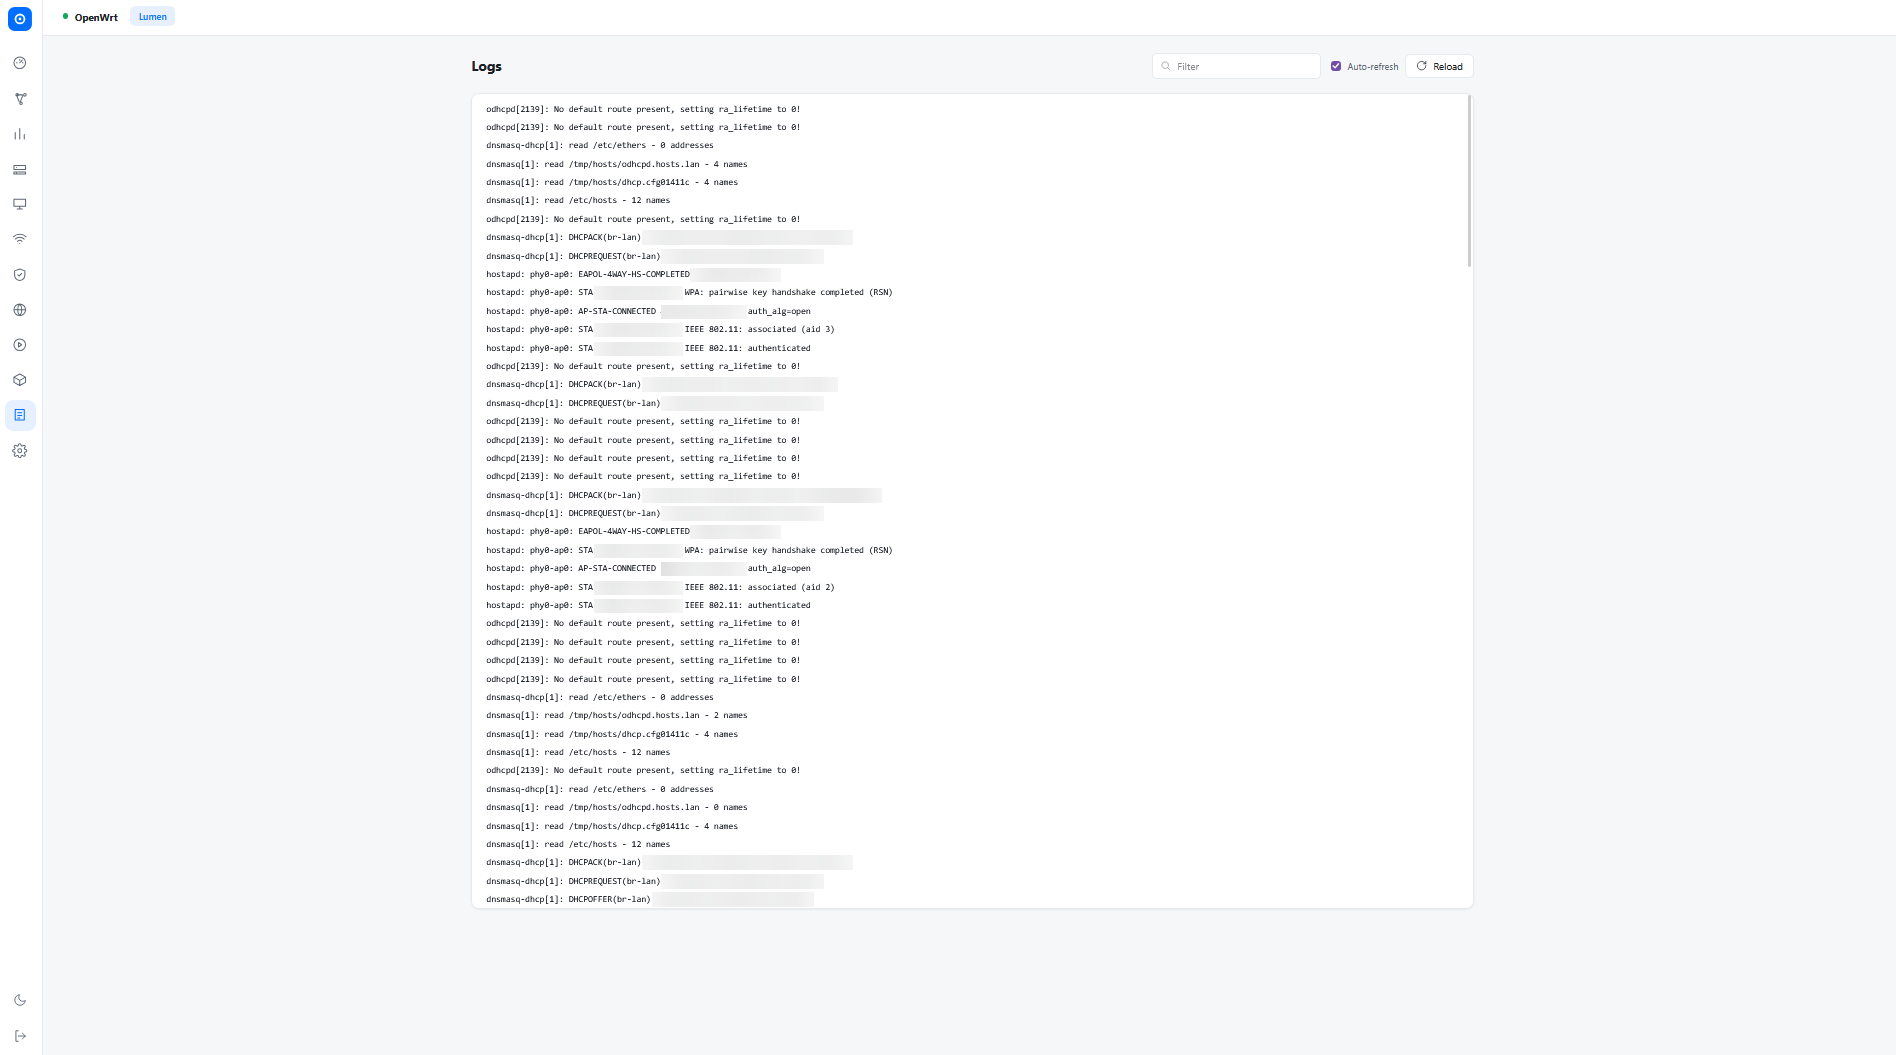 OpenWrt Lumen
Logs
Filter
Auto-refresh
Reload
odhcpd[2139]: No default route present, setting ra_lifetime to 0!
odhcpd[2139]: No default route present, setting ra_lifetime to 0!
dnsmasq-dhcp[1]: read /etc/ethers - 0 addresses
dnsmasq[1]: read /tmp/hosts/odhcpd.hosts.lan - 4 names
dnsmasq[1]: read /tmp/hosts/dhcp.cfg01411c - 4 names
dnsmasq[1]: read /etc/hosts - 12 names
odhcpd[2139]: No default route present, setting ra_lifetime to 0!
dnsmasq-dhcp[1]: DHCPACK(br-lan)
dnsmasq-dhcp[1]: DHCPREQUEST(br-lan)
hostapd: phy0-ap0: EAPOL-4WAY-HS-COMPLETED
hostapd: phy0-ap0: STA WPA: pairwise key handshake completed (RSN)
hostapd: phy0-ap0: AP-STA-CONNECTED auth_alg=open
hostapd: phy0-ap0: STA IEEE 802.11: associated (aid 3)
hostapd: phy0-ap0: STA IEEE 802.11: authenticated
odhcpd[2139]: No default route present, setting ra_lifetime to 0!
dnsmasq-dhcp[1]: DHCPACK(br-lan)
dnsmasq-dhcp[1]: DHCPREQUEST(br-lan)
odhcpd[2139]: No default route present, setting ra_lifetime to 0!
odhcpd[2139]: No default route present, setting ra_lifetime to 0!
odhcpd[2139]: No default route present, setting ra_lifetime to 0!
odhcpd[2139]: No default route present, setting ra_lifetime to 0!
dnsmasq-dhcp[1]: DHCPACK(br-lan)
dnsmasq-dhcp[1]: DHCPREQUEST(br-lan)
hostapd: phy0-ap0: EAPOL-4WAY-HS-COMPLETED
hostapd: phy0-ap0: STA WPA: pairwise key handshake completed (RSN)
hostapd: phy0-ap0: AP-STA-CONNECTED auth_alg=open
hostapd: phy0-ap0: STA IEEE 802.11: associated (aid 2)
hostapd: phy0-ap0: STA IEEE 802.11: authenticated
odhcpd[2139]: No default route present, setting ra_lifetime to 0!
odhcpd[2139]: No default route present, setting ra_lifetime to 0!
odhcpd[2139]: No default route present, setting ra_lifetime to 0!
odhcpd[2139]: No default route present, setting ra_lifetime to 0!
dnsmasq-dhcp[1]: read /etc/ethers - 0 addresses
dnsmasq[1]: read /tmp/hosts/odhcpd.hosts.lan - 2 names
dnsmasq[1]: read /tmp/hosts/dhcp.cfg01411c - 4 names
dnsmasq[1]: read /etc/hosts - 12 names
odhcpd[2139]: No default route present, setting ra_lifetime to 0!
dnsmasq-dhcp[1]: read /etc/ethers - 0 addresses
dnsmasq[1]: read /tmp/hosts/odhcpd.hosts.lan - 0 names
dnsmasq[1]: read /tmp/hosts/dhcp.cfg01411c - 4 names
dnsmasq[1]: read /etc/hosts - 12 names
dnsmasq-dhcp[1]: DHCPACK(br-lan)
dnsmasq-dhcp[1]: DHCPREQUEST(br-lan)
dnsmasq-dhcp[1]: DHCPOFFER(br-lan)